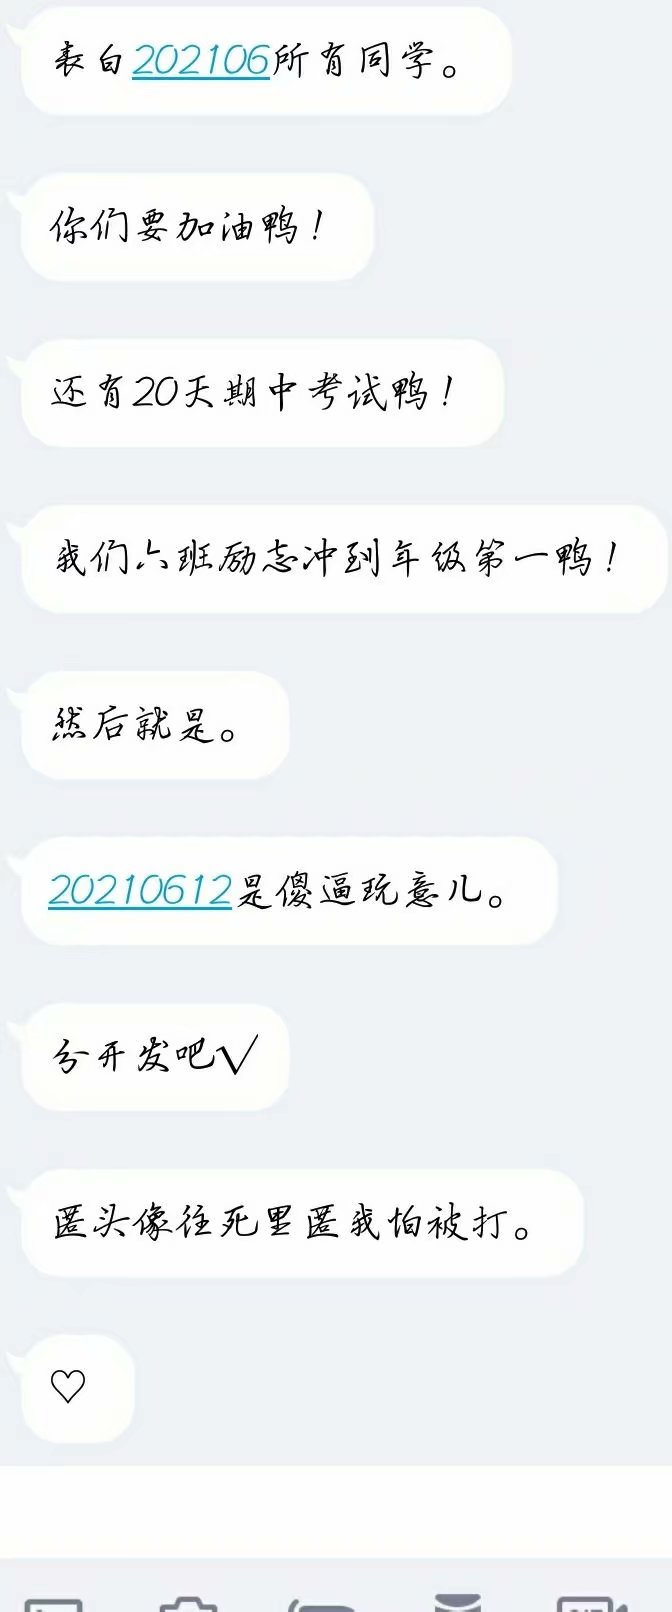 表白202106所有同学。
你们要加油鸭！
还有20天期中考试鸭！
我们六班励志冲到年级第一鸭！
然后就是。
20210612是傻逼玩意儿。
分开发吧√
匿头像往死里匿我怕被打。
♡